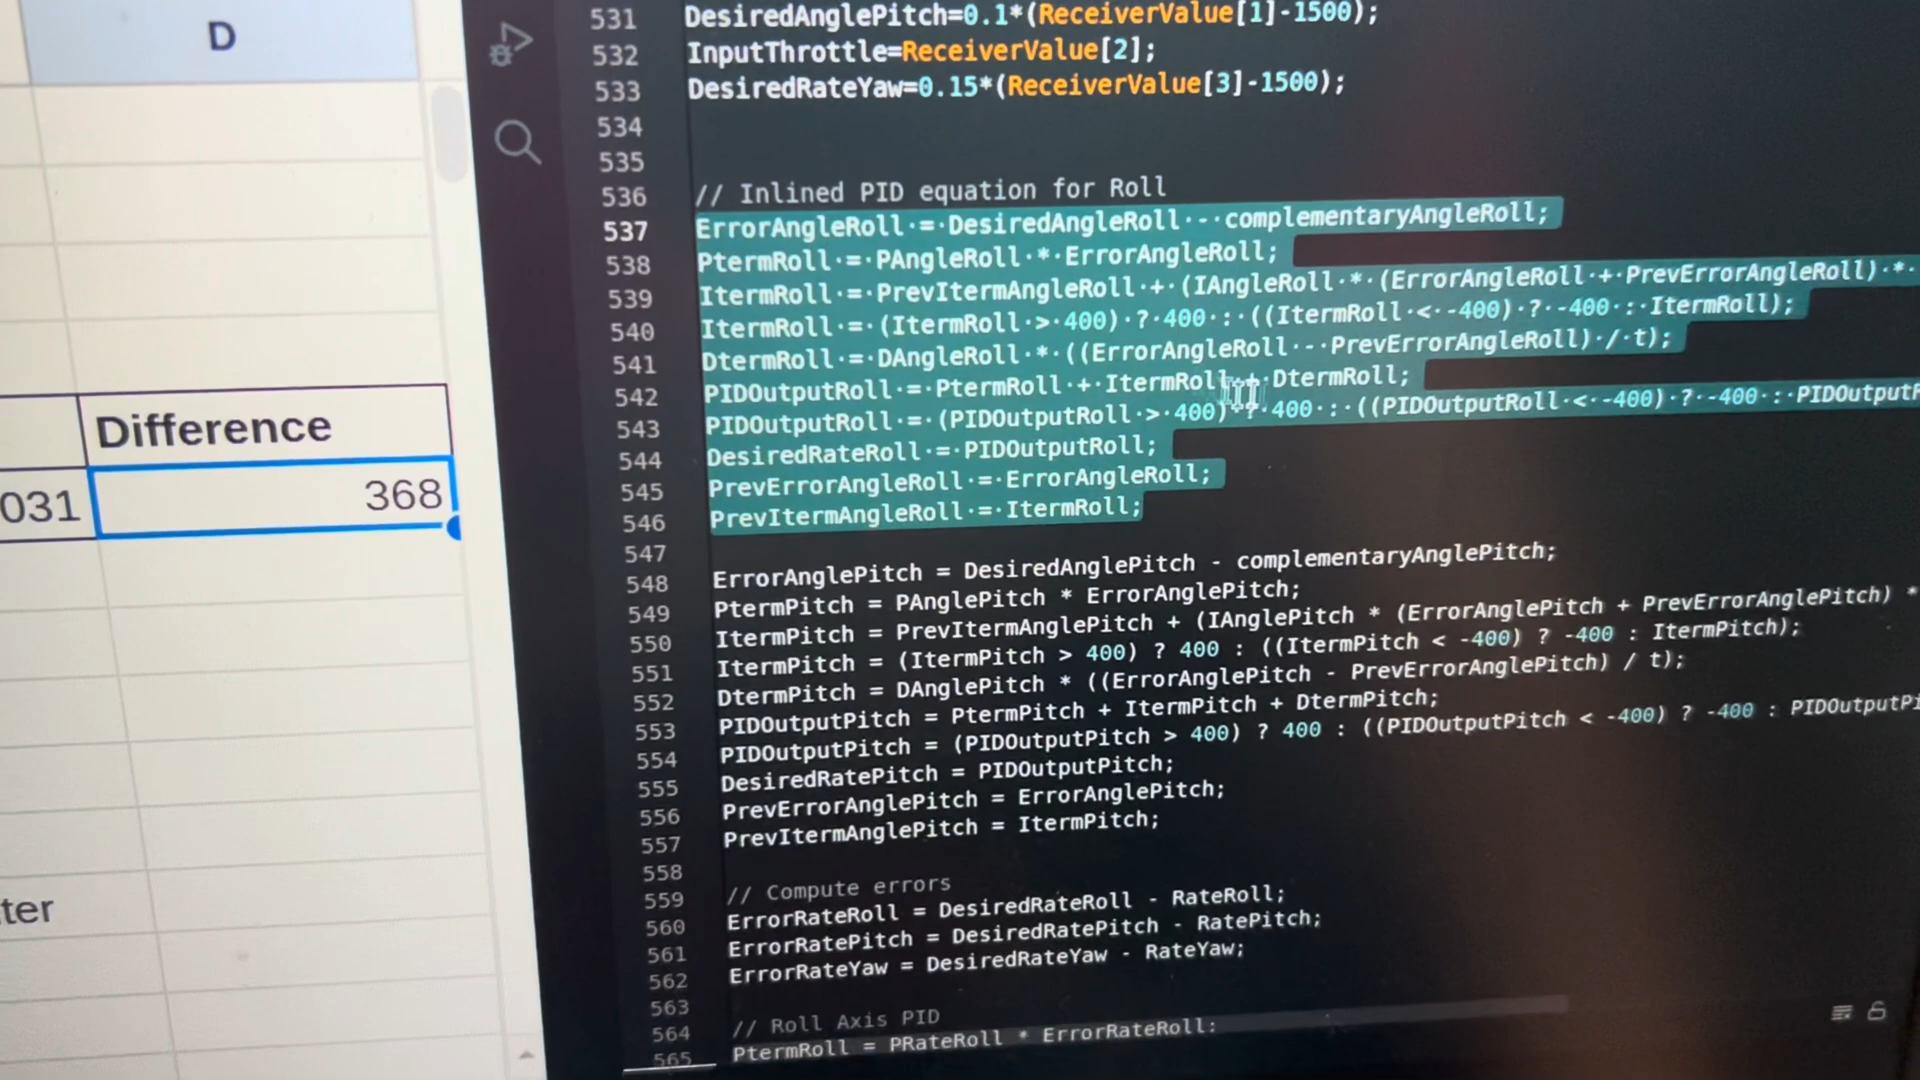 D
Difference
031
368
ter
531 DesiredAnglePitch=0.1*(ReceiverValue[1]-1500);
532 InputThrottle=ReceiverValue[2];
533 DesiredRateYaw=0.15*(ReceiverValue[3]-1500);
534
535
536 // Inlined PID equation for Roll
537 ErrorAngleRoll = DesiredAngleRoll - complementaryAngleRoll;
538 PtermRoll = PAngleRoll * ErrorAngleRoll;
539 ItermRoll = PrevItermAngleRoll + (IAngleRoll * (ErrorAngleRoll + PrevErrorAngleRoll) *
540 ItermRoll = (ItermRoll > 400) ? 400 : ((ItermRoll < -400) ? -400 : ItermRoll);
541 DtermRoll = DAngleRoll * ((ErrorAngleRoll - PrevErrorAngleRoll) / t);
542 PIDOutputRoll = PtermRoll + ItermRoll + DtermRoll;
543 PIDOutputRoll = (PIDOutputRoll > 400) ? 400 : ((PIDOutputRoll < -400) ? -400 : PIDOutputR
544 DesiredRateRoll = PIDOutputRoll;
545 PrevErrorAngleRoll = ErrorAngleRoll;
546 PrevItermAngleRoll = ItermRoll;
547
548 ErrorAnglePitch = DesiredAnglePitch - complementaryAnglePitch;
549 PtermPitch = PAnglePitch * ErrorAnglePitch;
550 ItermPitch = PrevItermAnglePitch + (IAnglePitch * (ErrorAnglePitch + PrevErrorAnglePitch) *
551 ItermPitch = (ItermPitch > 400) ? 400 : ((ItermPitch < -400) ? -400 : ItermPitch);
552 DtermPitch = DAnglePitch * ((ErrorAnglePitch - PrevErrorAnglePitch) / t);
553 PIDOutputPitch = PtermPitch + ItermPitch + DtermPitch;
554 PIDOutputPitch = (PIDOutputPitch > 400) ? 400 : ((PIDOutputPitch < -400) ? -400 : PIDOutputPi
555 DesiredRatePitch = PIDOutputPitch;
556 PrevErrorAnglePitch = ErrorAnglePitch;
557 PrevItermAnglePitch = ItermPitch;
558
559 // Compute errors
560 ErrorRateRoll = DesiredRateRoll - RateRoll;
561 ErrorRatePitch = DesiredRatePitch - RatePitch;
562 ErrorRateYaw = DesiredRateYaw - RateYaw;
563
564 // Roll Axis PID
565 PtermRoll = PRateRoll * ErrorRateRoll;